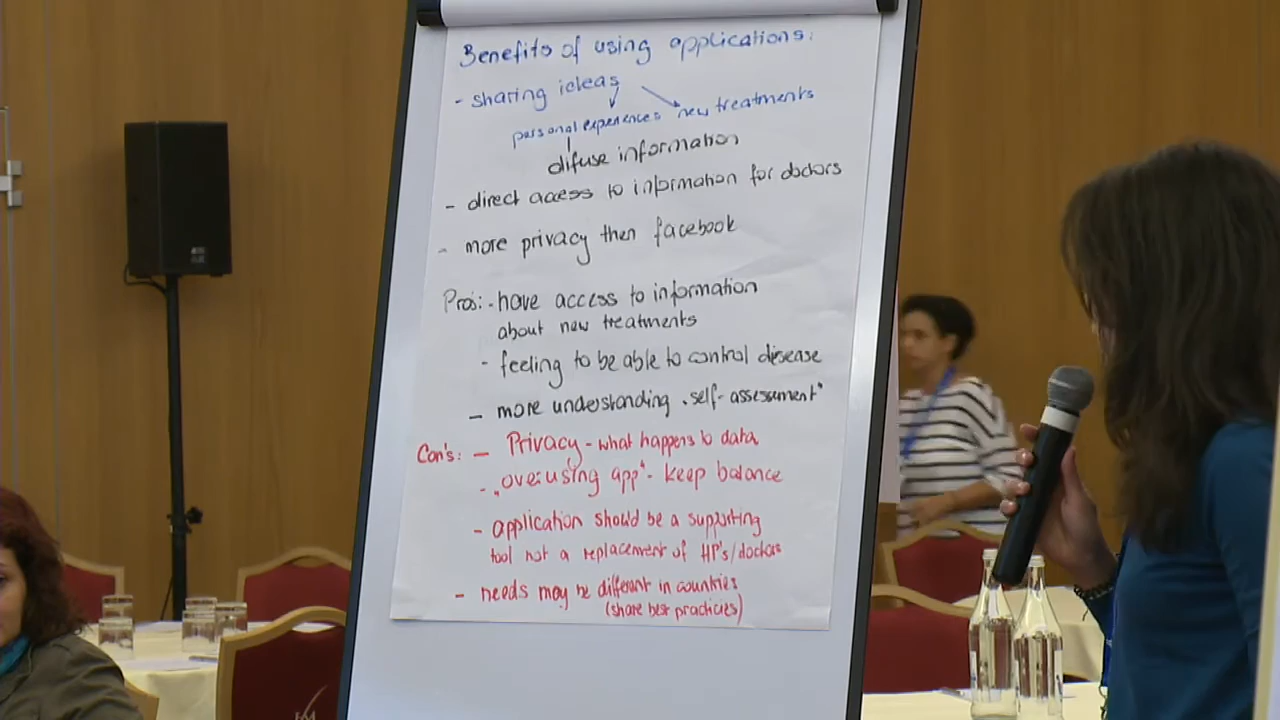 Benefits of using applications:
- sharing ideas
personal experiences new treatments
difuse information
- direct access to information for doctors
- more privacy then facebook
Pros: - have access to information
about new treatments
- feeling to be able to control disease
- more understanding "self-assessment"
Con's: - Privacy - what happens to data
- "overusing app" - keep balance
- application should be a supporting
tool not a replacement of HP's/doctors
- needs may be different in countries
(share best practicies)